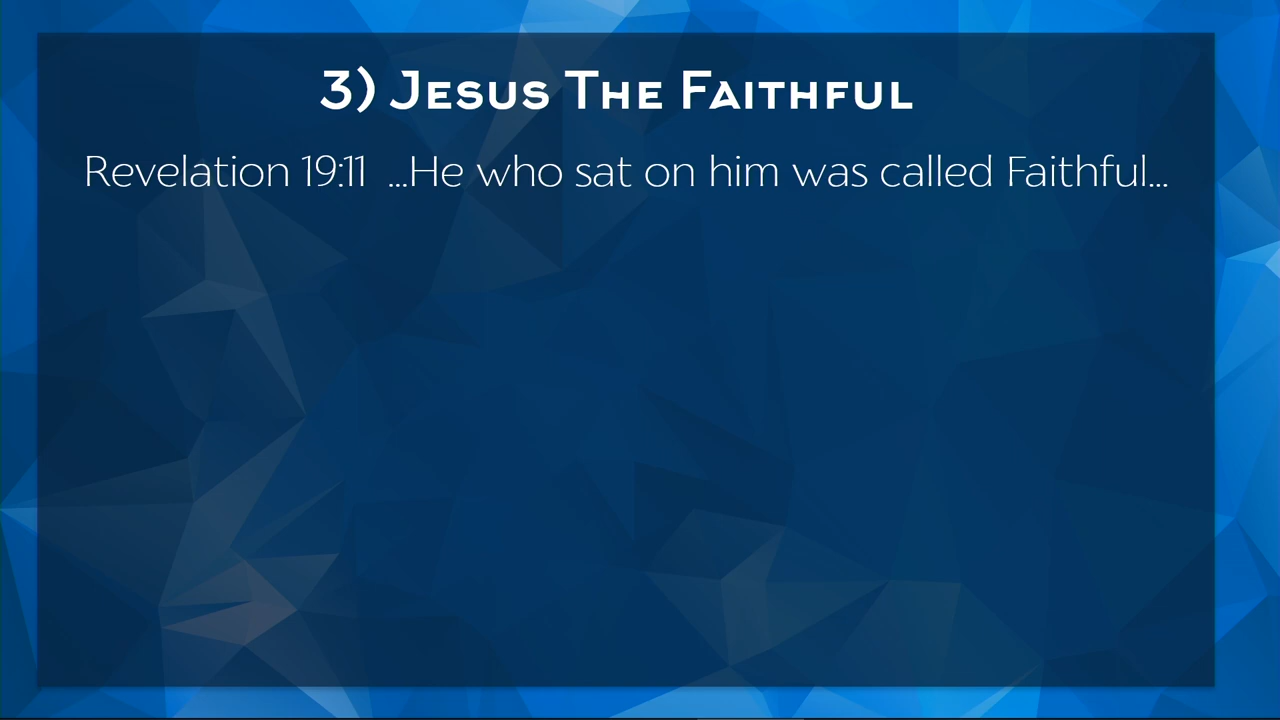 3) Jesus The Faithful
Revelation 19:11 ...He who sat on him was called Faithful...